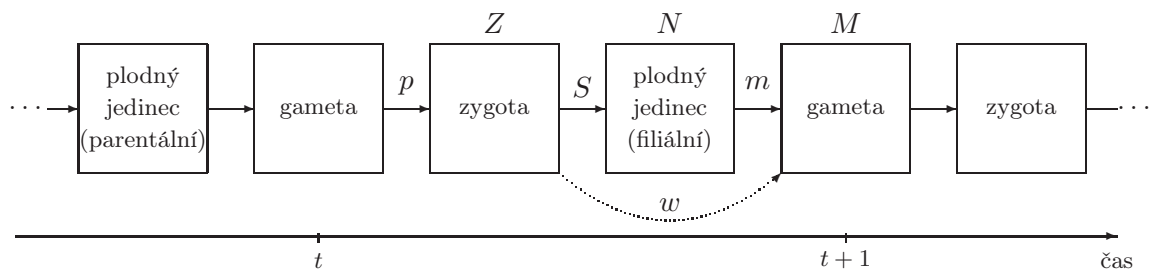 Z N M
··· plodný jedinec (parentální) gameta p zygota S plodný jedinec (filiální) m gameta zygota ···
w
t t + 1 čas